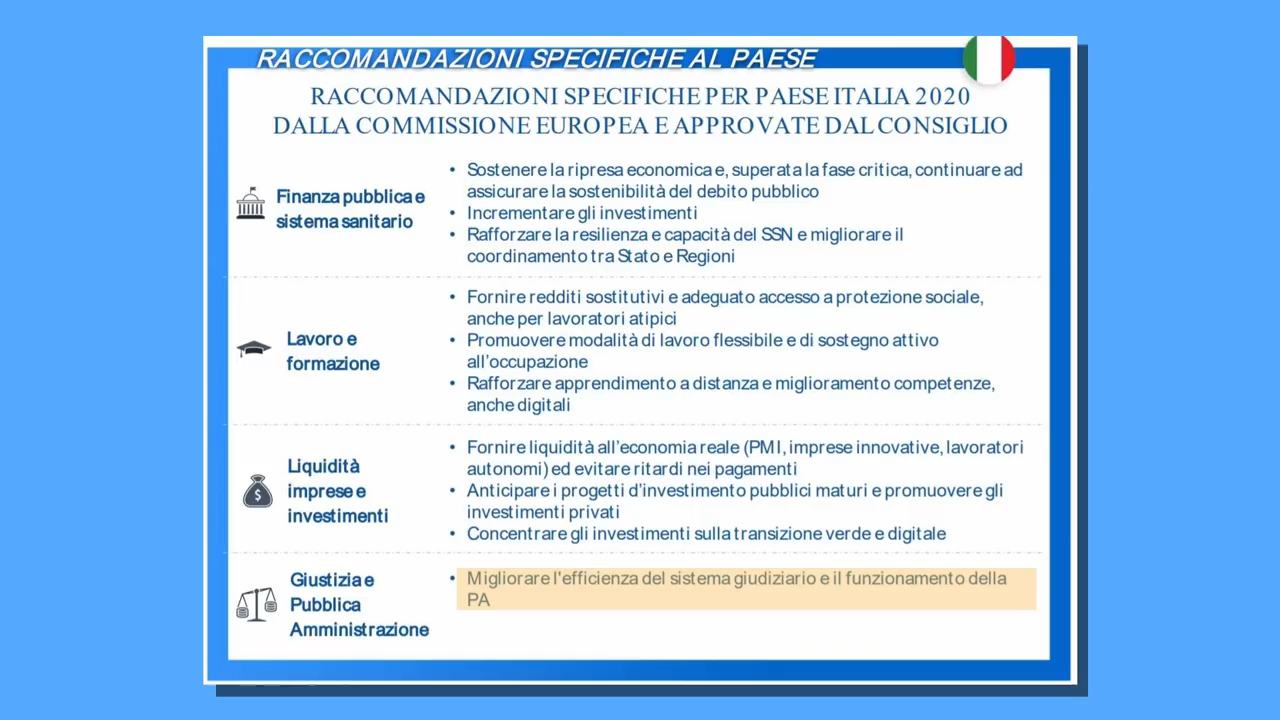 RACCOMANDAZIONI SPECIFICHE AL PAESE
RACCOMANDAZIONI SPECIFICHE PER PAESE ITALIA 2020
DALLA COMMISSIONE EUROPEA E APPROVATE DAL CONSIGLIO
Finanza pubblica e
sistema sanitario
• Sostenere la ripresa economica e, superata la fase critica, continuare ad
assicurare la sostenibilità del debito pubblico
• Incrementare gli investimenti
• Rafforzare la resilienza e capacità del SSN e migliorare il
coordinamento tra Stato e Regioni
Lavoro e
formazione
• Fornire redditi sostitutivi e adeguato accesso a protezione sociale,
anche per lavoratori atipici
• Promuovere modalità di lavoro flessibile e di sostegno attivo
all'occupazione
• Rafforzare apprendimento a distanza e miglioramento competenze,
anche digitali
Liquidità
imprese e
investimenti
• Fornire liquidità all'economia reale (PMI, imprese innovative, lavoratori
autonomi) ed evitare ritardi nei pagamenti
• Anticipare i progetti d'investimento pubblici maturi e promuovere gli
investimenti privati
• Concentrare gli investimenti sulla transizione verde e digitale
Giustizia e
Pubblica
Amministrazione
• Migliorare l'efficienza del sistema giudiziario e il funzionamento della
PA